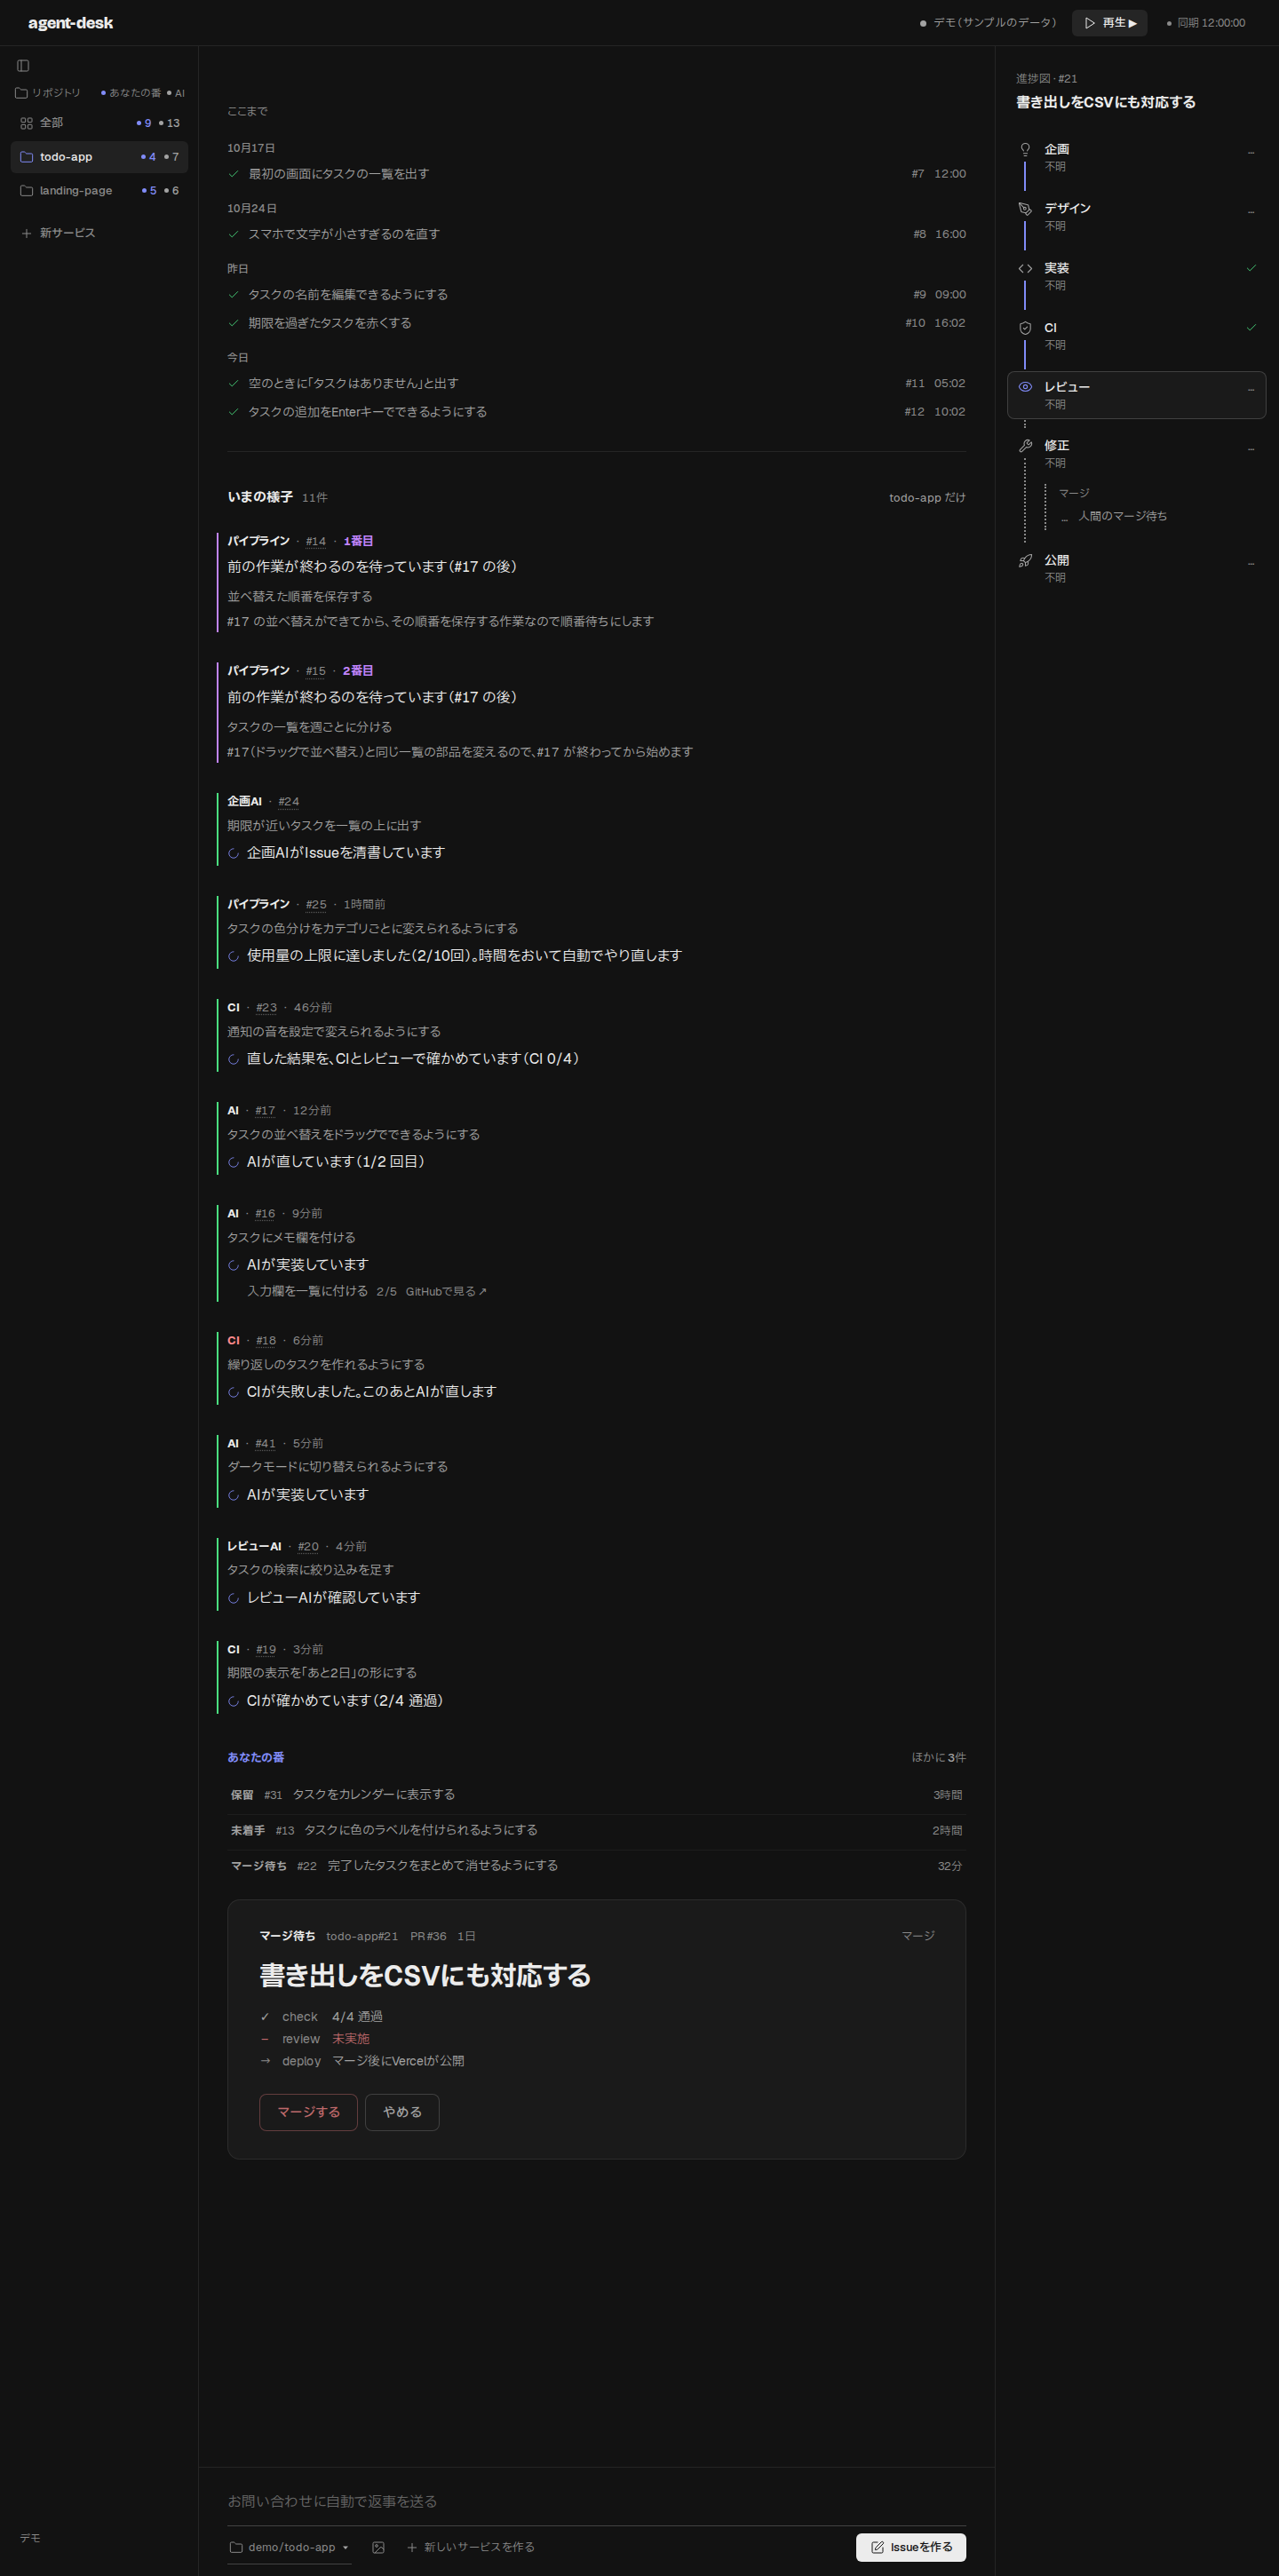 agent-desk
デモ（サンプルのデータ）
再生 ▶
同期 12:00:00
リポジトリ
あなたの番
AI
全部
9
13
todo-app
4
7
landing-page
5
6
新サービス
デモ
ここまで
10月17日
最初の画面にタスクの一覧を出す #7 12:00
10月24日
スマホで文字が小さすぎるのを直す #8 16:00
昨日
タスクの名前を編集できるようにする #9 09:00
期限を過ぎたタスクを赤くする #10 16:02
今日
空のときに「タスクはありません」と出す #11 05:02
タスクの追加をEnterキーでできるようにする #12 10:02
いまの様子 11件
todo-app だけ
パイプライン · #14 · 1番目
前の作業が終わるのを待っています（#17 の後）
並べ替えた順番を保存する
#17 の並べ替えができてから、その順番を保存する作業なので順番待ちにします
パイプライン · #15 · 2番目
前の作業が終わるのを待っています（#17 の後）
タスクの一覧を週ごとに分ける
#17（ドラッグで並べ替え）と同じ一覧の部品を変えるので、#17 が終わってから始めます
企画AI · #24
期限が近いタスクを一覧の上に出す
企画AIがIssueを清書しています
パイプライン · #25 · 1時間前
タスクの色分けをカテゴリごとに変えられるようにする
使用量の上限に達しました（2/10回）。時間をおいて自動でやり直します
CI · #23 · 46分前
通知の音を設定で変えられるようにする
直した結果を、CIとレビューで確かめています（CI 0/4）
AI · #17 · 12分前
タスクの並べ替えをドラッグでできるようにする
AIが直しています（1/2 回目）
AI · #16 · 9分前
タスクにメモ欄を付ける
AIが実装しています
入力欄を一覧に付ける 2/5 GitHubで見る ↗
CI · #18 · 6分前
繰り返しのタスクを作れるようにする
CIが失敗しました。このあとAIが直します
AI · #41 · 5分前
ダークモードに切り替えられるようにする
AIが実装しています
レビューAI · #20 · 4分前
タスクの検索に絞り込みを足す
レビューAIが確認しています
CI · #19 · 3分前
期限の表示を「あと2日」の形にする
CIが確かめています（2/4 通過）
あなたの番
ほかに3件
保留 #31 タスクをカレンダーに表示する 3時間
未着手 #13 タスクに色のラベルを付けられるようにする 2時間
マージ待ち #22 完了したタスクをまとめて消せるようにする 32分
マージ待ち todo-app#21 PR #36 1日
マージ
書き出しをCSVにも対応する
✓ check 4/4 通過
– review 未実施
→ deploy マージ後にVercelが公開
マージする
やめる
お問い合わせに自動で返事を送る
demo/todo-app
新しいサービスを作る
Issueを作る
進捗図 · #21
書き出しをCSVにも対応する
企画 …
不明
デザイン …
不明
実装
不明
CI
不明
レビュー …
不明
修正 …
不明
マージ
… 人間のマージ待ち
公開 …
不明